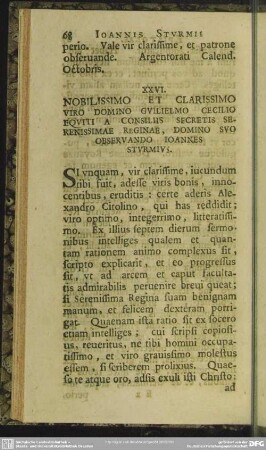 68 IOANNIS STVRMII
perio. Vale vir clarissime, et patrone
obseruande. Argentorati Calend.
Octobris.
XXVI.
NOBILISSIMO ET CLARISSIMO
VIRO DOMINO GVLIELMO CECILIO
EQVITI A CONSILIIS SECRETIS SE-
RENISSIMAE REGINAE, DOMINO SVO
OBSERVANDO IOANNES
STVRMIVS.
SI vnquam, vir clarissime, iucundum
tibi fuit, adesse viris bonis, inno-
centibus, eruditis: certe aderis Ale-
xandro Citolino, qui has reddidit;
viro optimo, integerrimo, litteratissi-
mo. Ex illius septem dierum sermo-
nibus intelliges qualem et quan-
tam rationem animo complexus sit,
scripto explicarit, et eo progressus
sit, vt ad arcem et caput faculta-
tis admirabilis peruenire breui queat;
si Serenissima Regina suam benignam
manum, et felicem dexteram porri-
gat. Quaenam ista ratio sit ex socero
etiam intelliges; cui scripsi copiosi-
us, reueritus, ne tibi homini occupa-
tissimo, et viro grauissimo molestus
essem, si scriberem prolixius. Quae-
so te atque oro, adsis exuli isti Christo:
ad